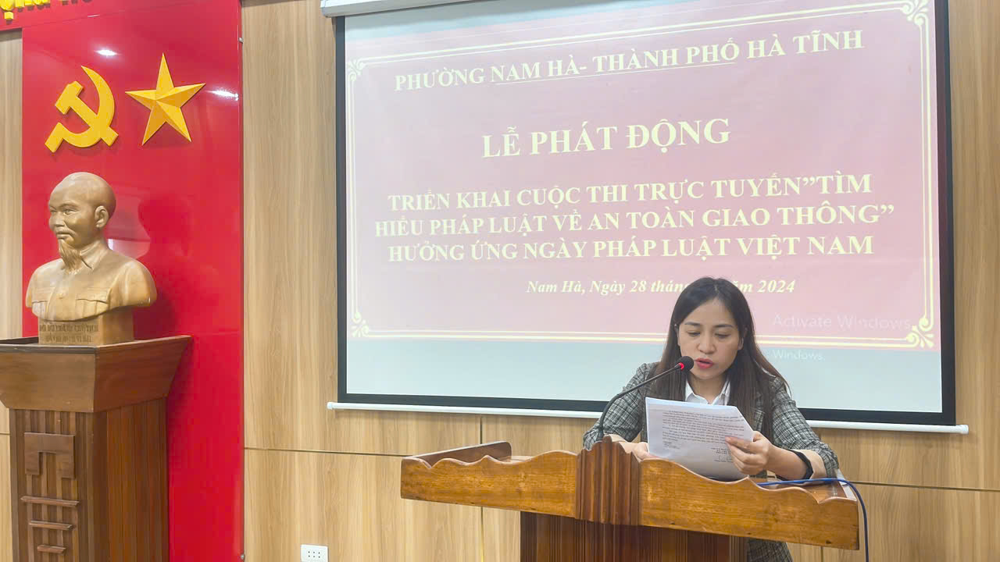 PHƯỜNG NAM HÀ- THÀNH PHỐ HÀ TĨNH
LỄ PHÁT ĐỘNG
TRIỂN KHAI CUỘC THI TRỰC TUYẾN”TÌM
HIỂU PHÁP LUẬT VỀ AN TOÀN GIAO THÔNG”
HƯỞNG ỨNG NGÀY PHÁP LUẬT VIỆT NAM
Nam Hà, Ngày 28 tháng năm 2024
Activate Windows
Windows.